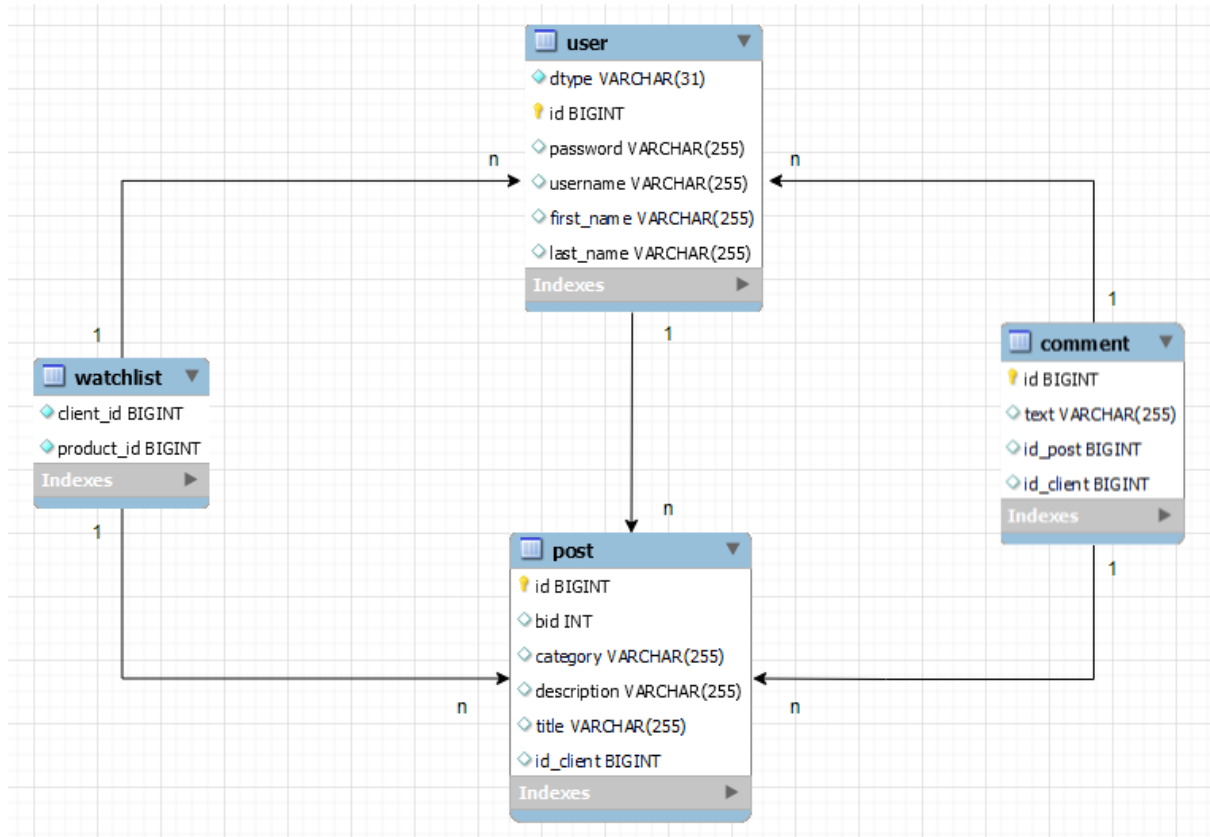 user
dtype VARCHAR(31)
id BIGINT
password VARCHAR(255)
username VARCHAR(255)
first_name VARCHAR(255)
last_name VARCHAR(255)
Indexes
n
n
1
1
1
watchlist
client_id BIGINT
product_id BIGINT
Indexes
1
comment
id BIGINT
text VARCHAR(255)
id_post BIGINT
id_client BIGINT
Indexes
1
n
post
id BIGINT
bid INT
category VARCHAR(255)
description VARCHAR(255)
title VARCHAR(255)
id_client BIGINT
Indexes
n
n